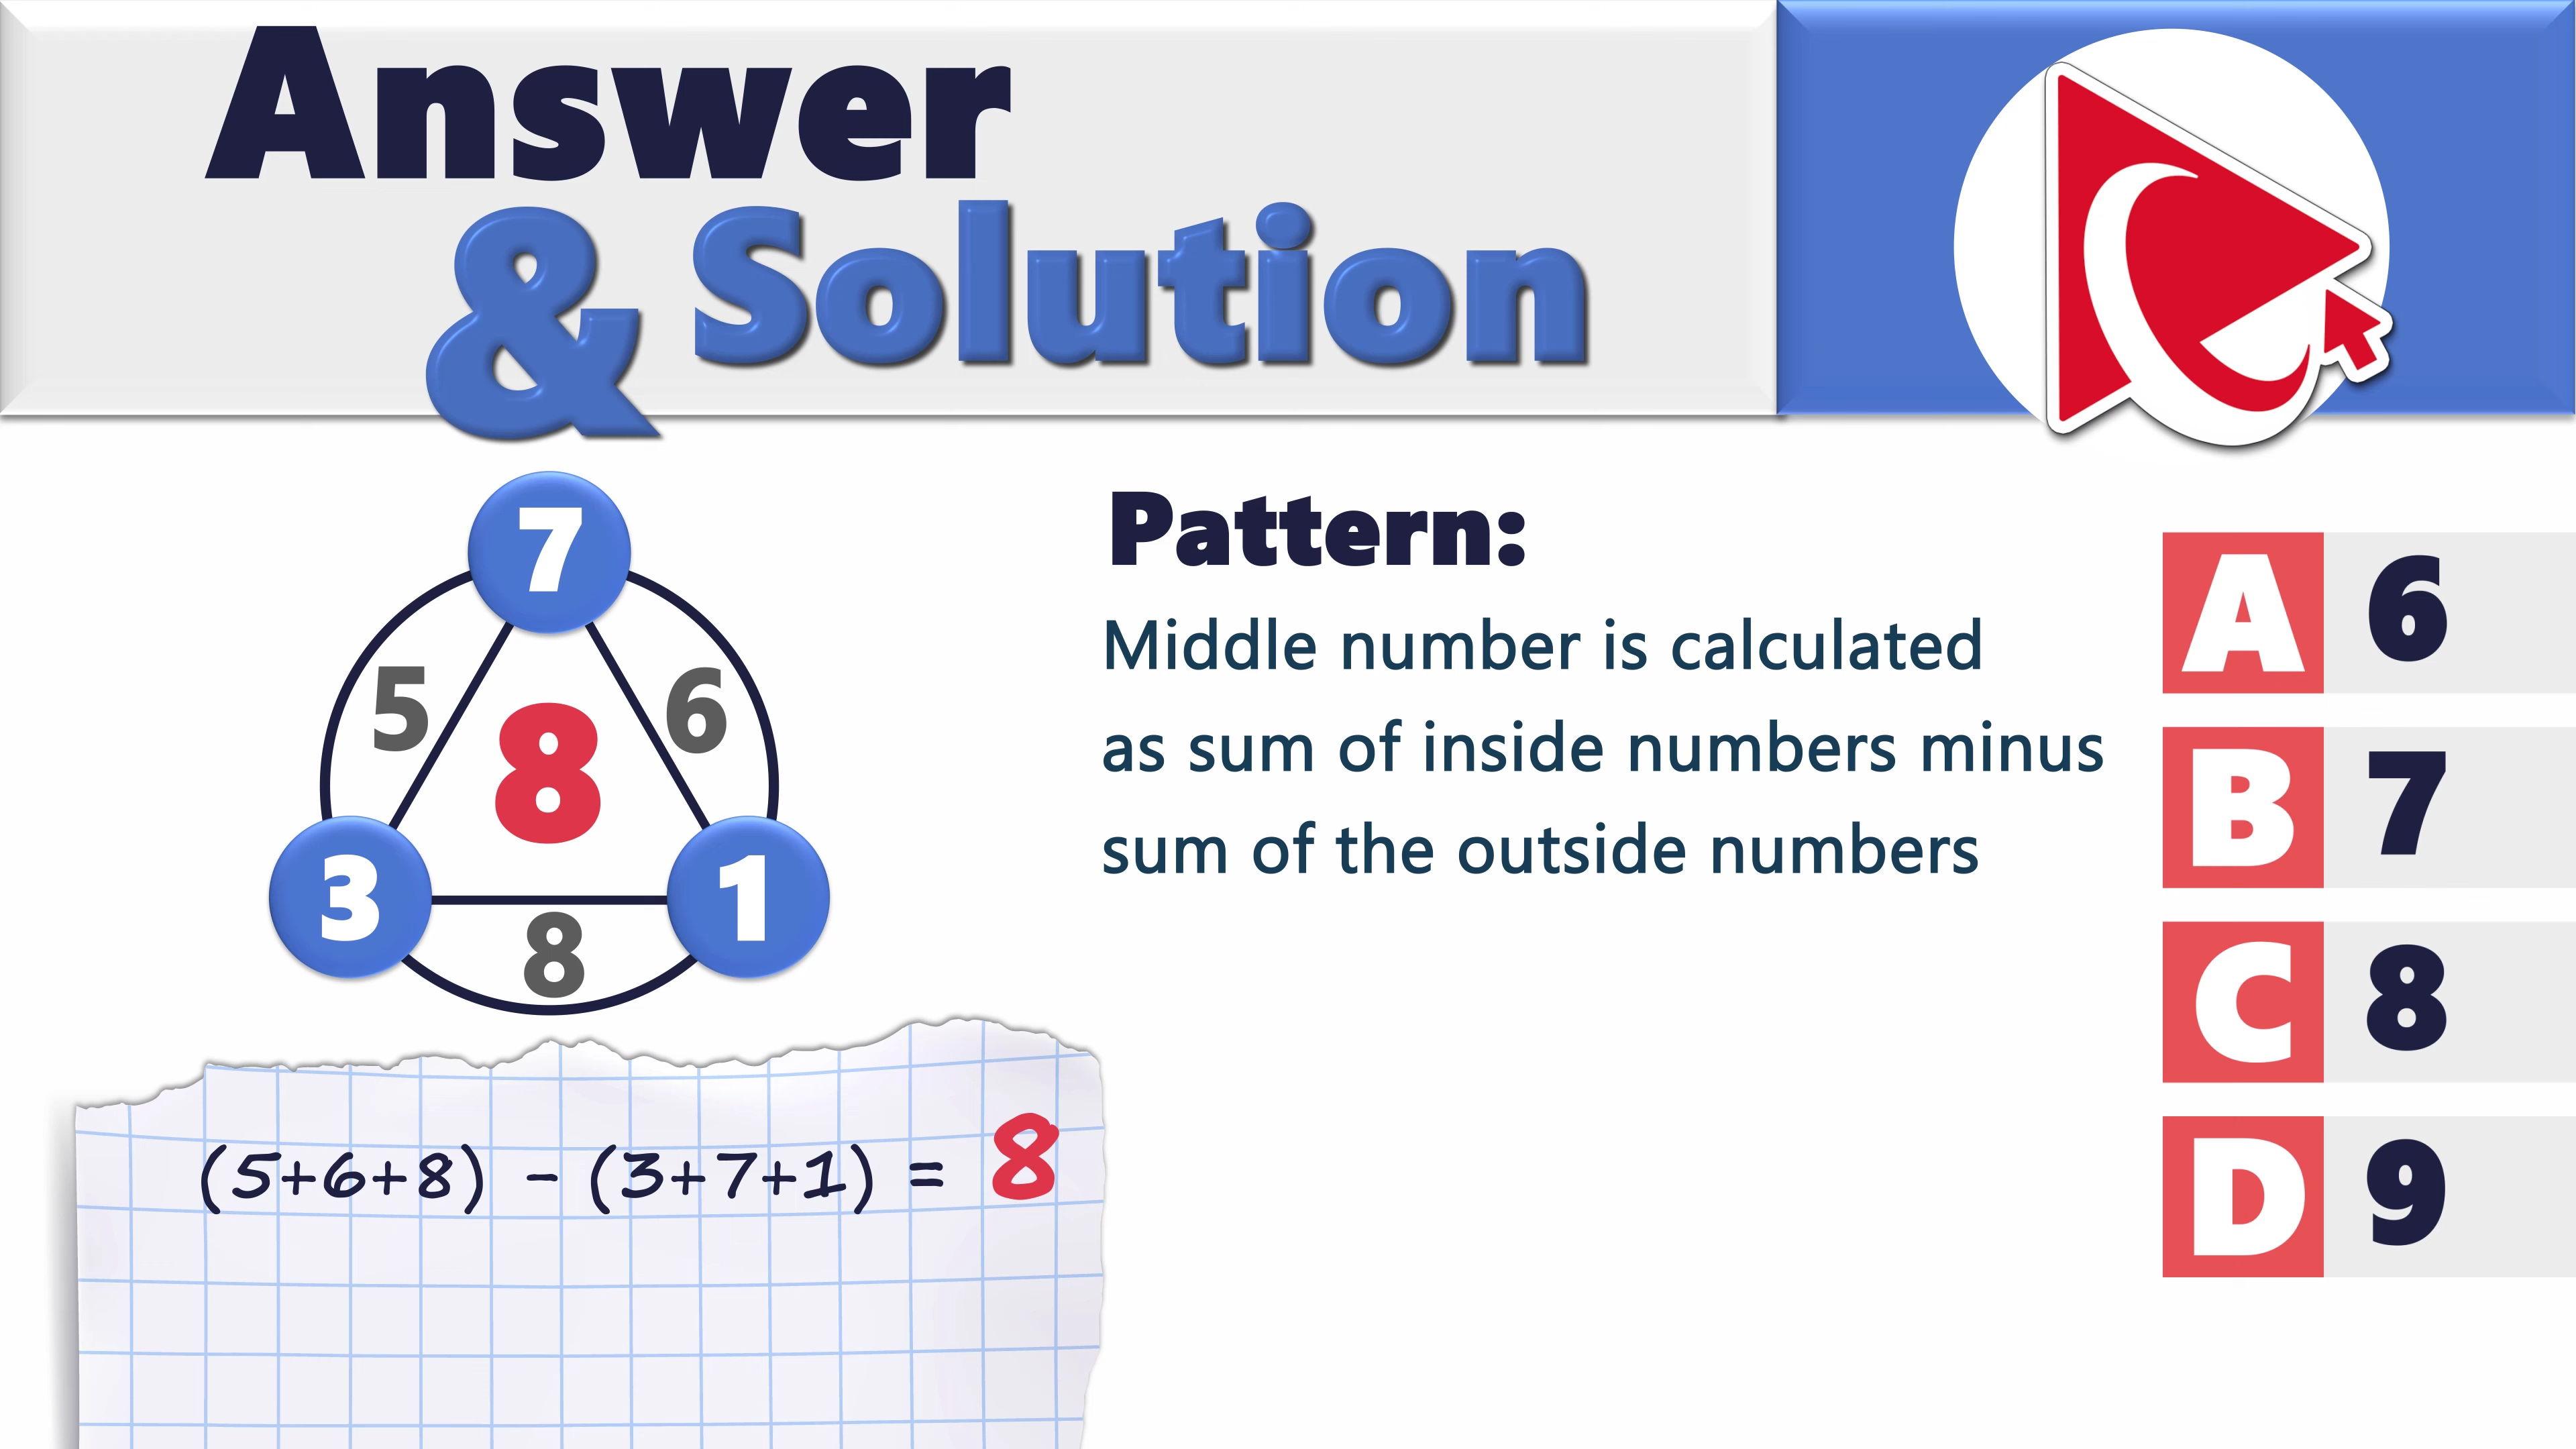 Answer
& Solution
7
5
6
8
3
1
8
Pattern:
Middle number is calculated
as sum of inside numbers minus
sum of the outside numbers
A 6
B 7
C 8
D 9
(5+6+8) - (3+7+1) = 8